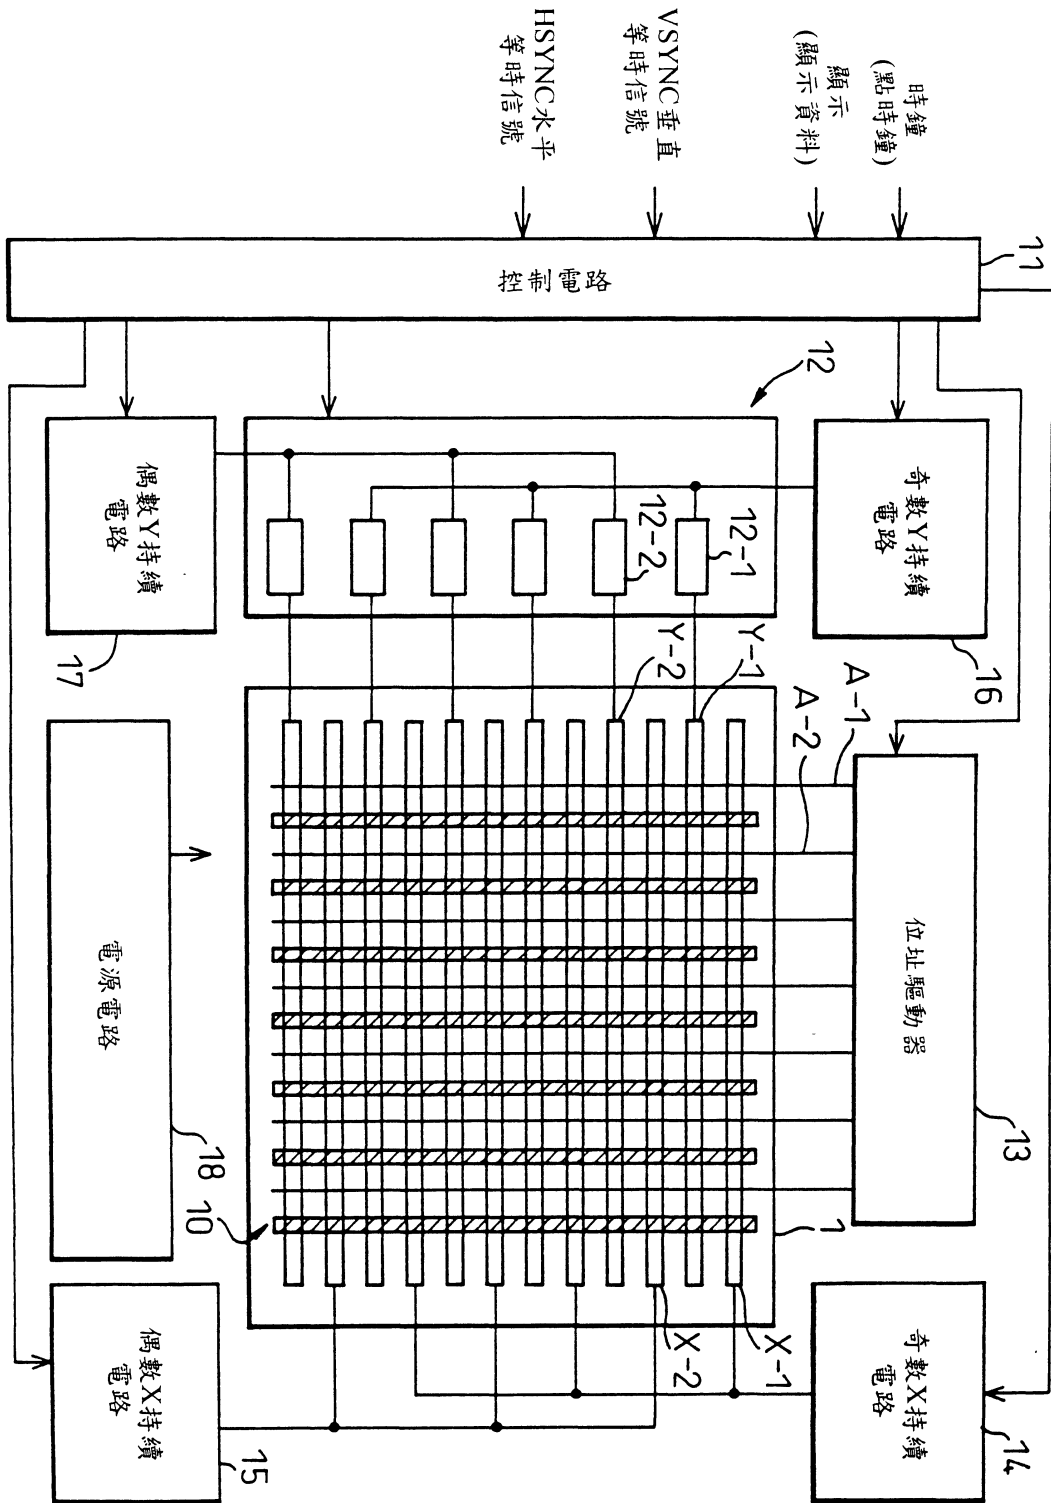 時鐘
(點時鐘)
顯示
(顯示資料)
VSYNC垂直
等時信號
HSYNC水平
等時信號
11
控制電路
12
12-1
12-2
奇數Y持續
電路
16
偶數Y持續
電路
17
Y-1
Y-2
A-1
A-2
位址驅動器
13
1
10
電源電路
18
X-1
X-2
奇數X持續
電路
14
偶數X持續
電路
15